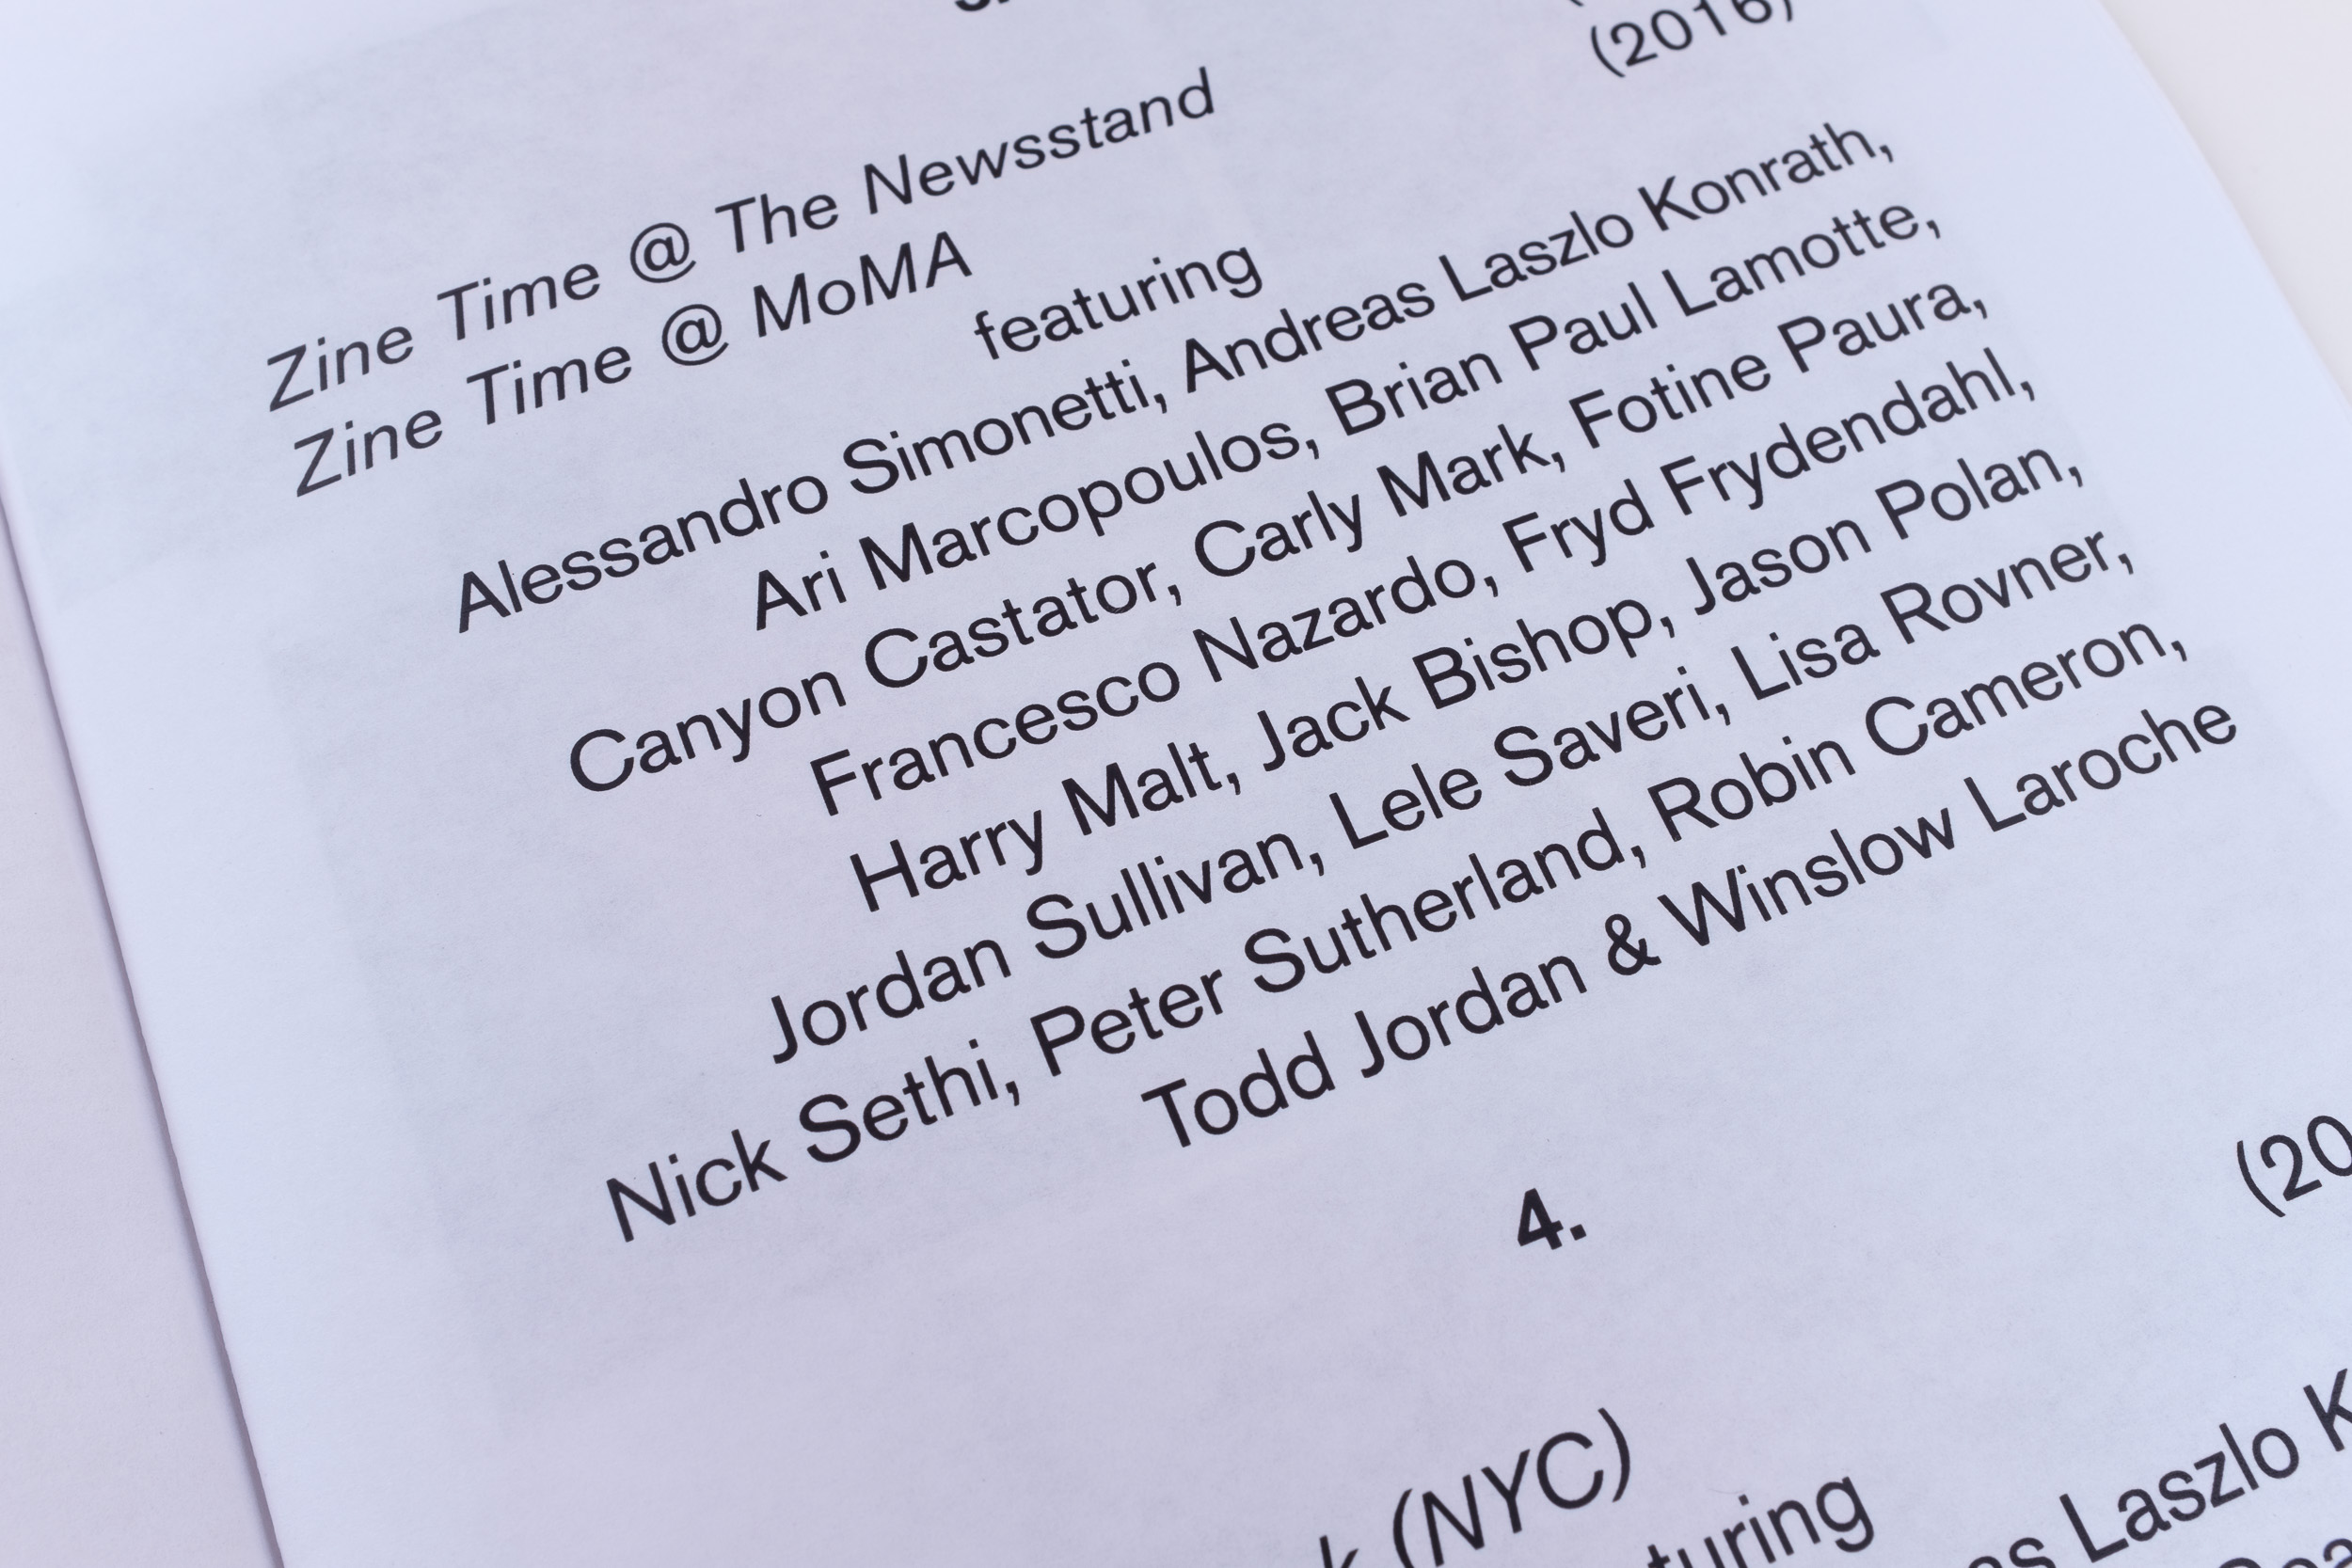 (2016)
Zine Time @ The Newsstand
Zine Time @ MoMA
featuring
Alessandro Simonetti, Andreas Laszlo Konrath,
Ari Marcopoulos, Brian Paul Lamotte,
Canyon Castator, Carly Mark, Fotine Paura,
Francesco Nazardo, Fryd Frydendahl,
Harry Malt, Jack Bishop, Jason Polan,
Jordan Sullivan, Lele Saveri, Lisa Rovner,
Nick Sethi, Peter Sutherland, Robin Cameron,
Todd Jordan & Winslow Laroche
4.
(NYC)
Laszlo